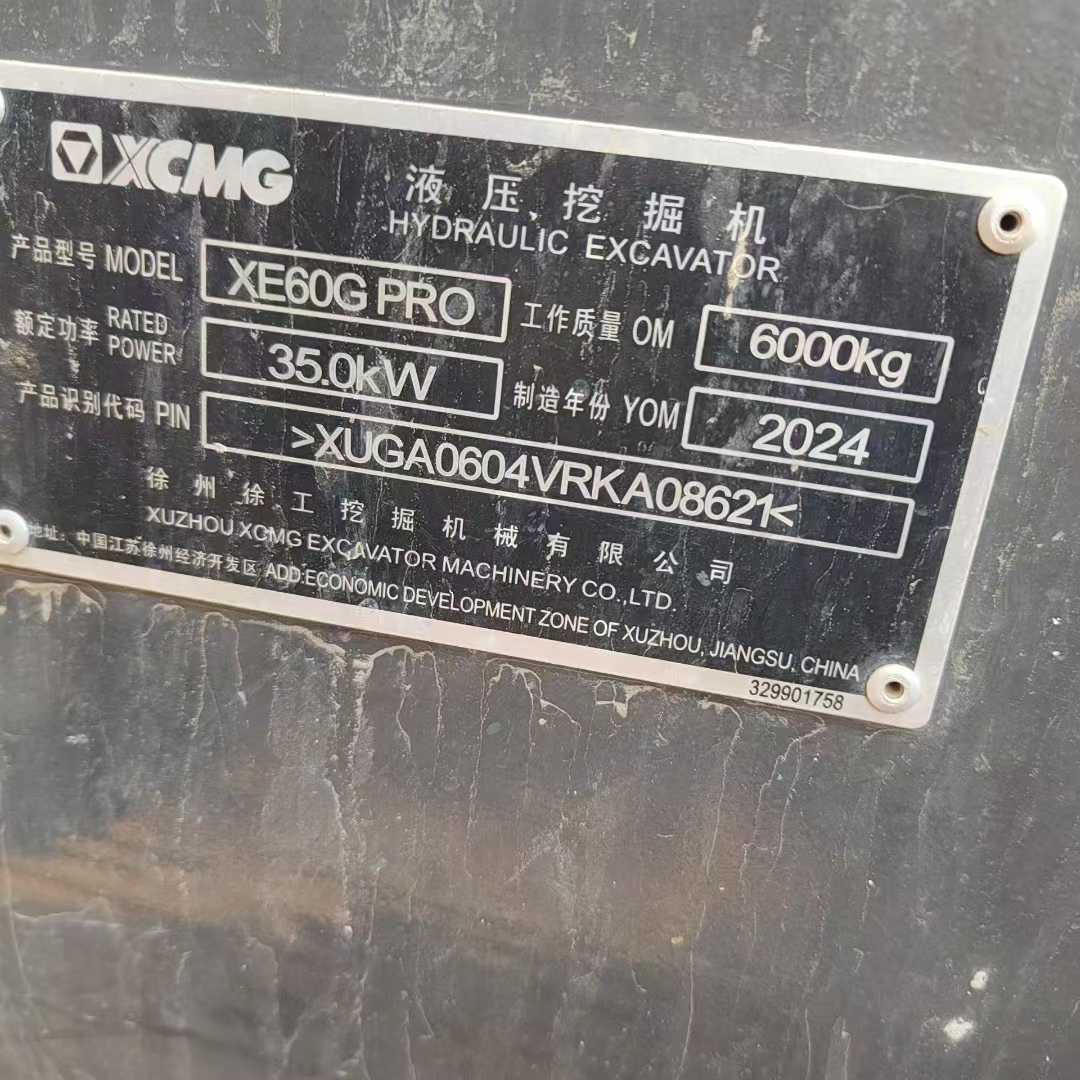 XCMG
液压挖掘机
HYDRAULIC EXCAVATOR
产品型号 MODEL XE60G PRO 工作质量 OM 6000kg
额定功率 RATED POWER 35.0kW 制造年份 YOM 2024
产品识别代码 PIN >XUGA0604VRKA08621<
徐州徐工挖掘机械有限公司
XUZHOU XCMG EXCAVATOR MACHINERY CO.,LTD.
地址：中国江苏徐州经济开发区 ADD:ECONOMIC DEVELOPMENT ZONE OF XUZHOU, JIANGSU, CHINA
329901758